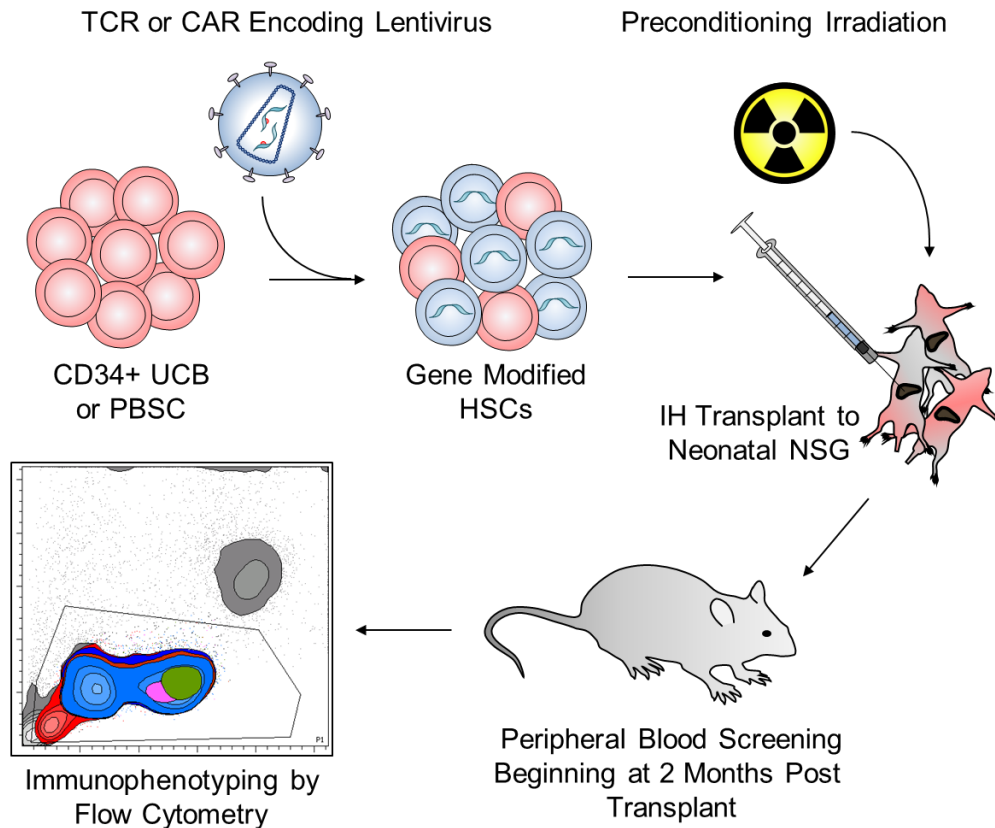 TCR or CAR Encoding Lentivirus
Preconditioning Irradiation
CD34+ UCB
or PBSC
Gene Modified
HSCs
IH Transplant to
Neonatal NSG
P1
Immunophenotyping by
Flow Cytometry
Peripheral Blood Screening
Beginning at 2 Months Post
Transplant